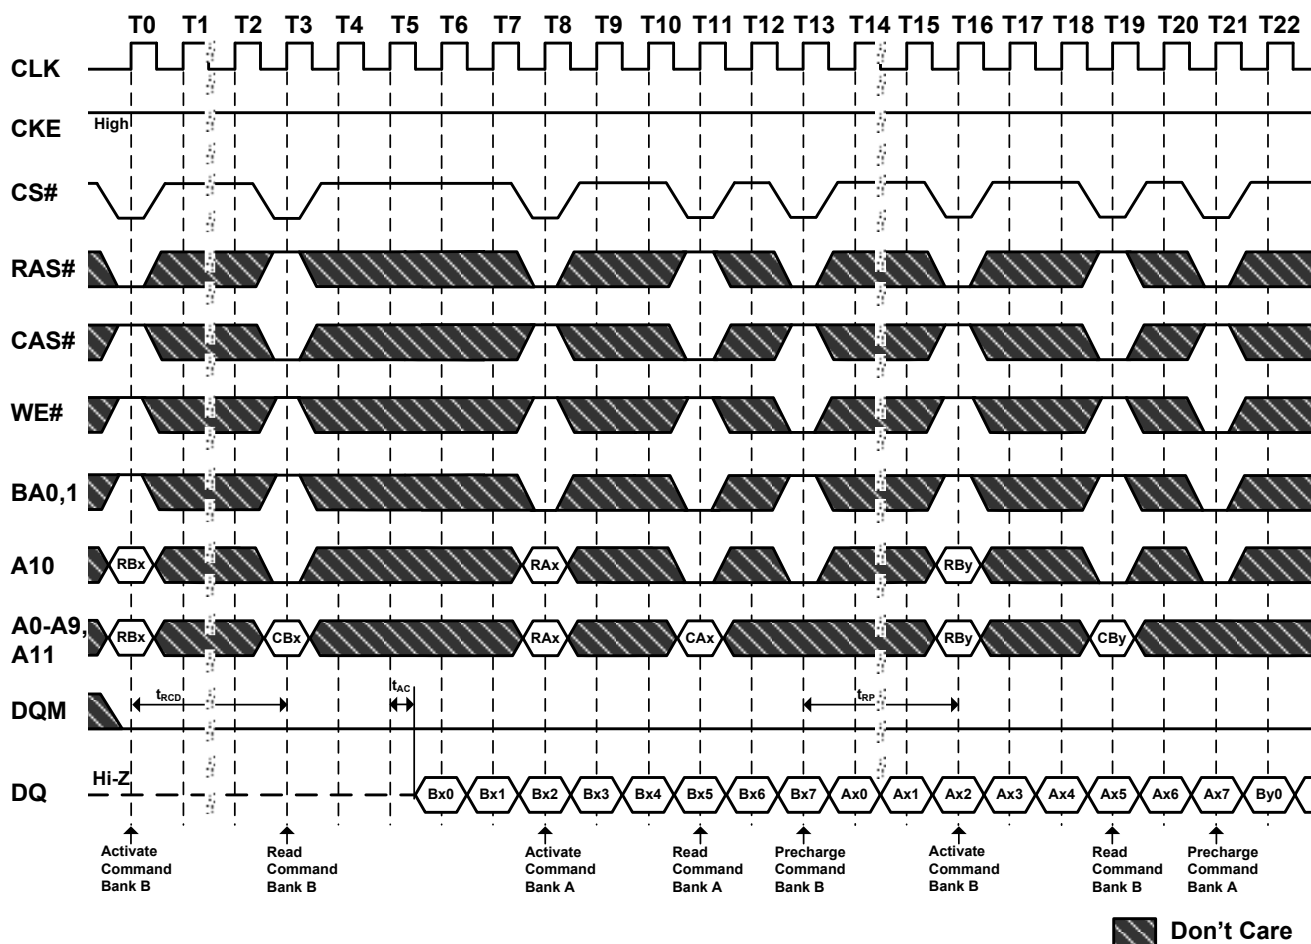 T0 T1 T2 T3 T4 T5 T6 T7 T8 T9 T10 T11 T12 T13 T14 T15 T16 T17 T18 T19 T20 T21 T22
CLK
CKE
High
CS#
RAS#
CAS#
WE#
BA0,1
A10
RBx RAx RBy
A0-A9,
A11
RBx CBx RAx CAx RBy CBy
DQM
tRCD tAC tRP
DQ
Hi-Z
Bx0 Bx1 Bx2 Bx3 Bx4 Bx5 Bx6 Bx7 Ax0 Ax1 Ax2 Ax3 Ax4 Ax5 Ax6 Ax7 By0
Activate
Command
Bank B
Read
Command
Bank B
Activate
Command
Bank A
Read
Command
Bank A
Precharge
Command
Bank B
Activate
Command
Bank B
Read
Command
Bank B
Precharge
Command
Bank A
Don't Care